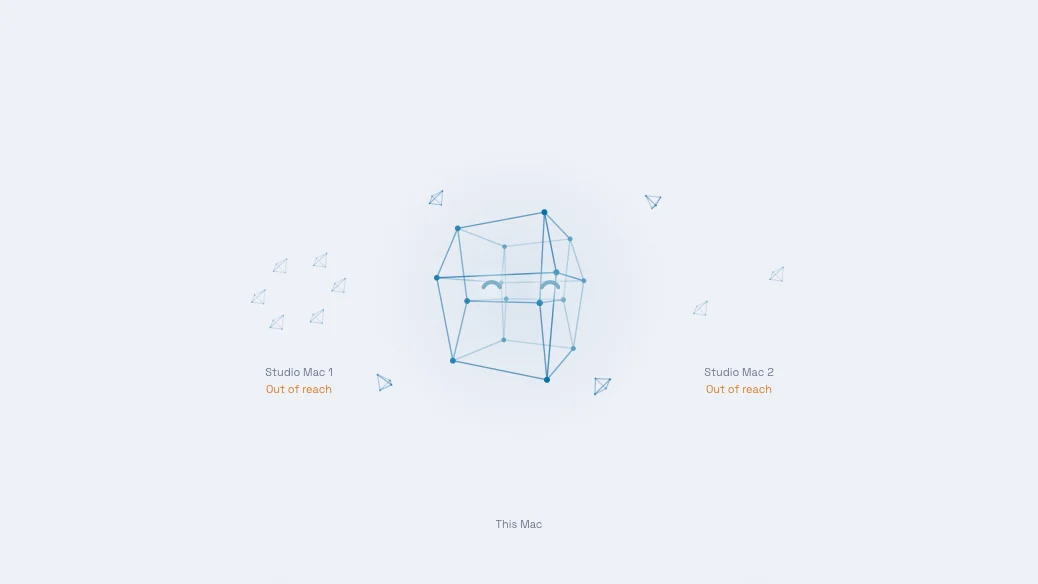 Studio Mac 1
Out of reach
Studio Mac 2
Out of reach
This Mac